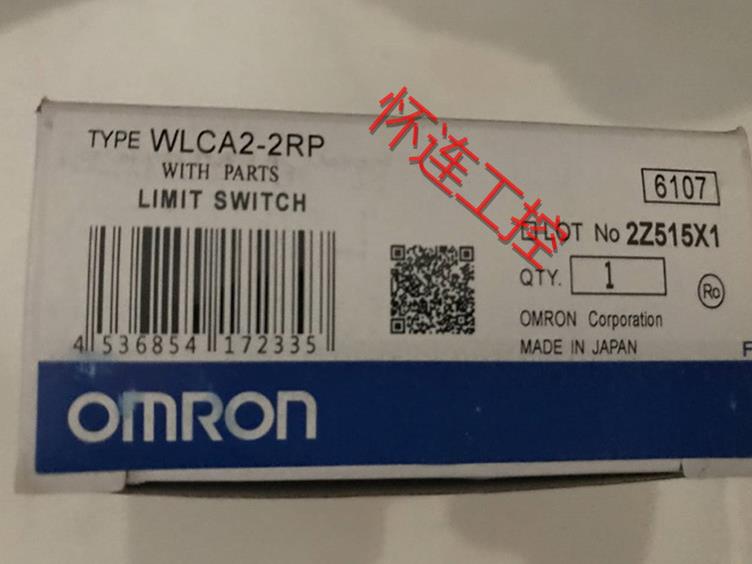 TYPE WLCA2-2RP
WITH PARTS
LIMIT SWITCH
4 536854 172335
6107
LOT No 2Z515X1
QTY. 1
Ro
OMRON Corporation
MADE IN JAPAN
OMRON
怀连工控